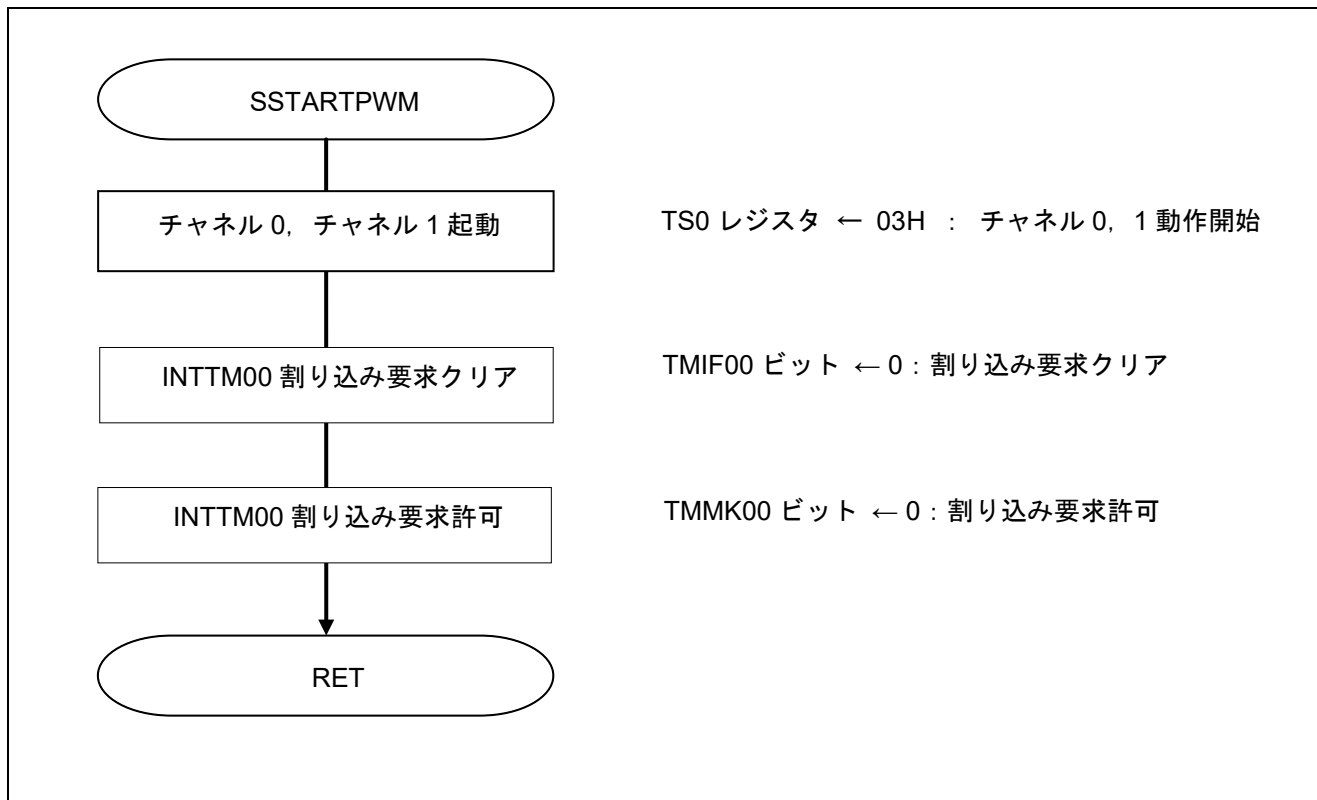 SSTARTPWM
チャネル 0, チャネル 1 起動
TS0 レジスタ ← 03H : チャネル 0, 1 動作開始
INTTM00 割り込み要求クリア
TMIF00 ビット ← 0 : 割り込み要求クリア
INTTM00 割り込み要求許可
TMMK00 ビット ← 0 : 割り込み要求許可
RET